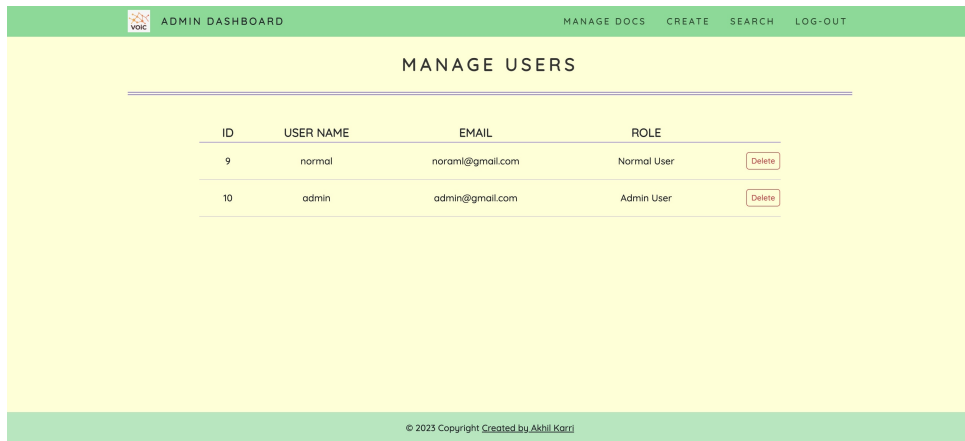 VOIC ADMIN DASHBOARD MANAGE DOCS CREATE SEARCH LOG-OUT
MANAGE USERS
ID USER NAME EMAIL ROLE
9 normal noraml@gmail.com Normal User Delete
10 admin admin@gmail.com Admin User Delete
© 2023 Copyright Created by Akhil Karri